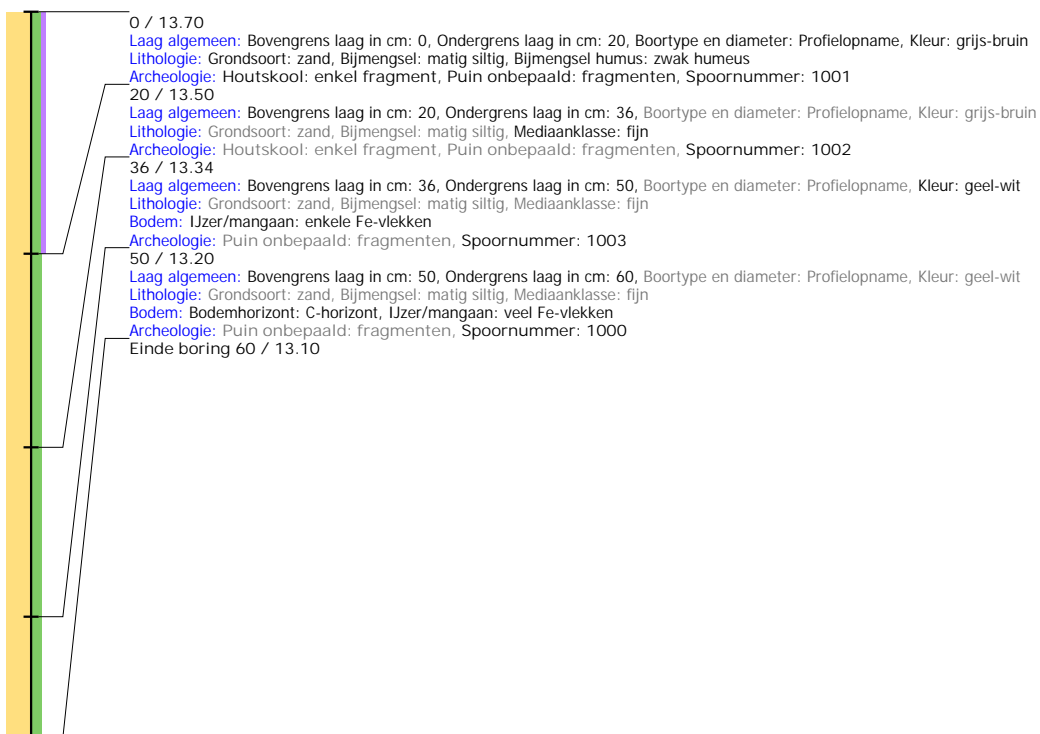 0 / 13.70
Laag algemeen: Bovengrens laag in cm: 0, Ondergrens laag in cm: 20, Boortype en diameter: Profielopname, Kleur: grijs-bruin
Lithologie: Grondsoort: zand, Bijmengsel: matig siltig, Bijmengsel humus: zwak humeus
Archeologie: Houtskool: enkel fragment, Puin onbepaald: fragmenten, Spoornummer: 1001
20 / 13.50
Laag algemeen: Bovengrens laag in cm: 20, Ondergrens laag in cm: 36, Boortype en diameter: Profielopname, Kleur: grijs-bruin
Lithologie: Grondsoort: zand, Bijmengsel: matig siltig, Mediaanklasse: fijn
Archeologie: Houtskool: enkel fragment, Puin onbepaald: fragmenten, Spoornummer: 1002
36 / 13.34
Laag algemeen: Bovengrens laag in cm: 36, Ondergrens laag in cm: 50, Boortype en diameter: Profielopname, Kleur: geel-wit
Lithologie: Grondsoort: zand, Bijmengsel: matig siltig, Mediaanklasse: fijn
Bodem: IJzer/mangaan: enkele Fe-vlekken
Archeologie: Puin onbepaald: fragmenten, Spoornummer: 1003
50 / 13.20
Laag algemeen: Bovengrens laag in cm: 50, Ondergrens laag in cm: 60, Boortype en diameter: Profielopname, Kleur: geel-wit
Lithologie: Grondsoort: zand, Bijmengsel: matig siltig, Mediaanklasse: fijn
Bodem: Bodemhorizont: C-horizont, IJzer/mangaan: veel Fe-vlekken
Archeologie: Puin onbepaald: fragmenten, Spoornummer: 1000
Einde boring 60 / 13.10